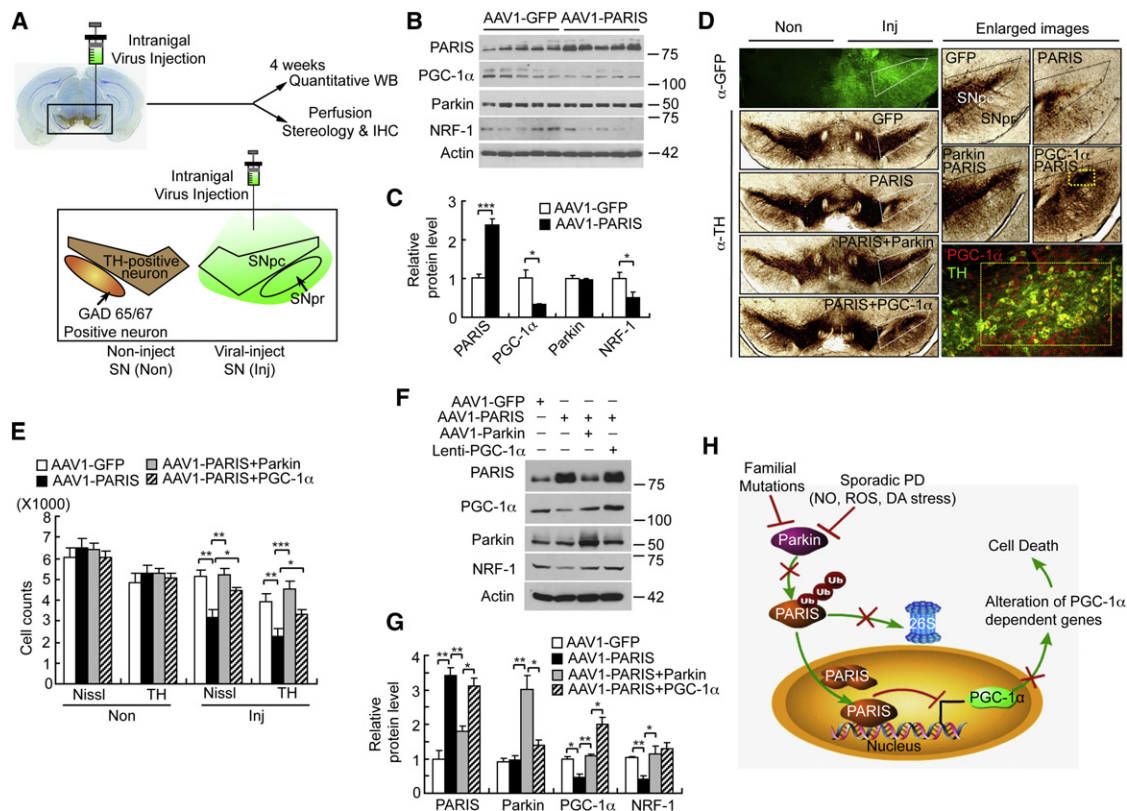 A
Intranigal
Virus Injection
4 weeks
Quantitative WB
Perfusion
Stereology & IHC
Intranigal
Virus Injection
TH-positive
neuron
SNpc
SNpr
GAD 65/67
Positive neuron
Non-inject
SN (Non)
Viral-inject
SN (Inj)
B
AAV1-GFP AAV1-PARIS
PARIS
75
PGC-1α
100
Parkin
50
NRF-1
Actin
42
C
AAV1-GFP
AAV1-PARIS
Relative
protein level
3
2
1
0
***
*
*
PARIS
PGC-1α
Parkin
NRF-1
D
Non Inj Enlarged images
α-GFP
α-TH
GFP
PARIS
PARIS+Parkin
PARIS+PGC-1α
GFP
SNpc
SNpr
PARIS
Parkin
PARIS
PGC-1α
PARIS
PGC-1α
TH
E
AAV1-GFP
AAV1-PARIS
AAV1-PARIS+Parkin
AAV1-PARIS+PGC-1α
(X1000)
Cell counts
8
7
6
5
4
3
2
1
0
** ** *
** *** *
Nissl TH Nissl TH
Non Inj
F
AAV1-GFP + − − −
AAV1-PARIS − + + +
AAV1-Parkin − − + −
Lenti-PGC-1α − − − +
PARIS
75
PGC-1α
100
Parkin
50
75
NRF-1
Actin
42
G
AAV1-GFP
AAV1-PARIS
AAV1-PARIS+Parkin
AAV1-PARIS+PGC-1α
Relative
protein level
4
3
2
1
0
** ** *
** *
* ** *
** *
PARIS Parkin PGC-1α NRF-1
H
Familial
Mutations
Sporadic PD
(NO, ROS, DA stress)
Parkin
Ub
Ub
Ub
PARIS
26S
Cell Death
Alteration of PGC-1α
dependent genes
PARIS
PARIS
PGC-1α
Nucleus